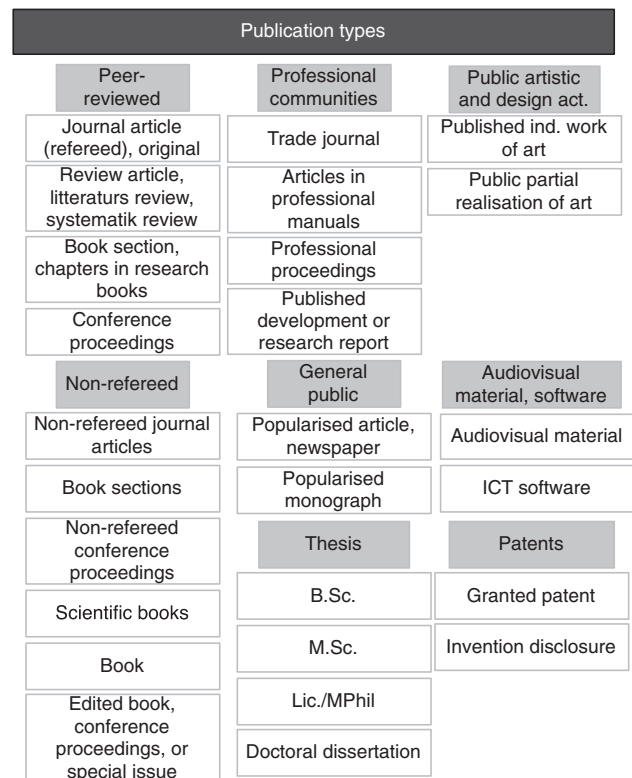 Publication types
Peer-
reviewed
Journal article
(refereed), original
Review article,
litteraturs review,
systematik review
Book section,
chapters in research
books
Conference
proceedings
Professional
communities
Trade journal
Articles in
professional
manuals
Professional
proceedings
Published
development or
research report
Public artistic
and design act.
Published ind. work
of art
Public partial
realisation of art
Non-refereed
Non-refereed journal
articles
Book sections
Non-refereed
conference
proceedings
Scientific books
Book
Edited book,
conference
proceedings, or
special issue
General
public
Popularised article,
newspaper
Popularised
monograph
Thesis
B.Sc.
M.Sc.
Lic./MPhil
Doctoral dissertation
Audiovisual
material, software
Audiovisual material
ICT software
Patents
Granted patent
Invention disclosure